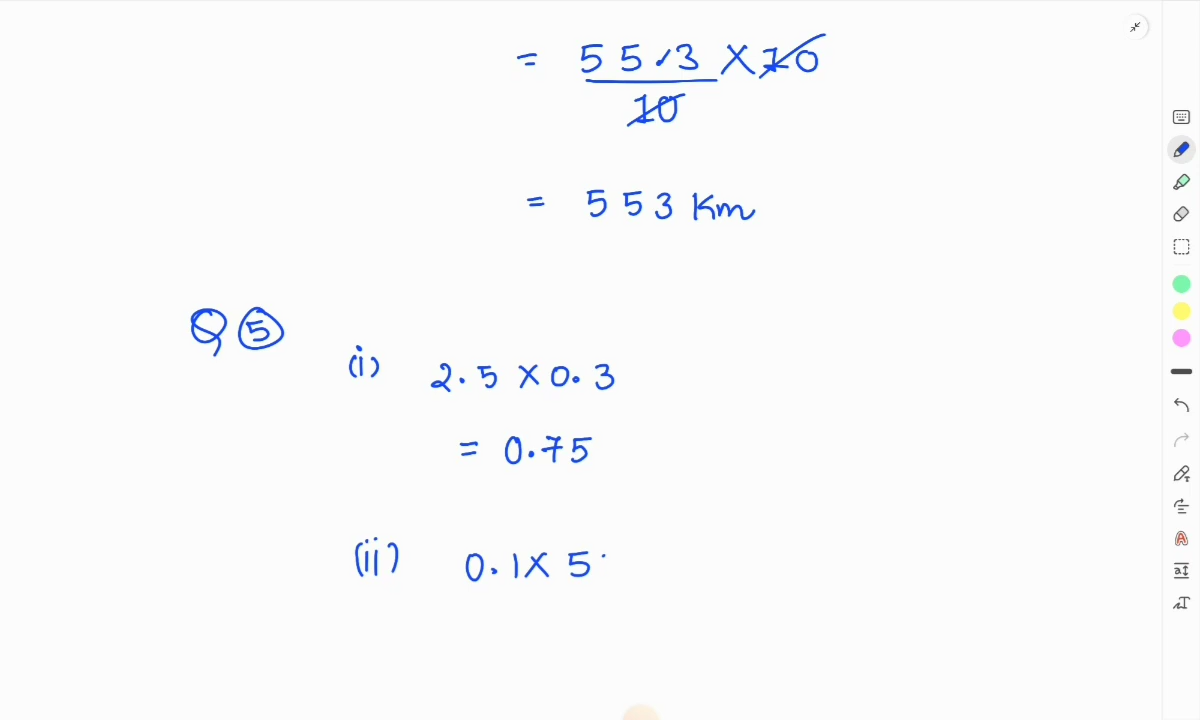 = 55.3 × 10
10
= 553 Km
Q 5
(i) 2.5 × 0.3
= 0.75
(ii) 0.1 × 5